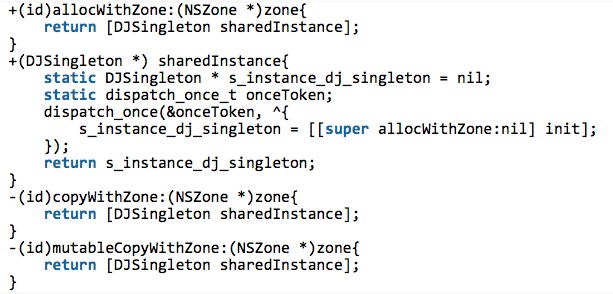 +(id)allocWithZone:(NSZone *)zone{
    return [DJSingleton sharedInstance];
}
+(DJSingleton *) sharedInstance{
    static DJSingleton * s_instance_dj_singleton = nil;
    static dispatch_once_t onceToken;
    dispatch_once(&onceToken, ^{
        s_instance_dj_singleton = [[super allocWithZone:nil] init];
    });
    return s_instance_dj_singleton;
}
-(id)copyWithZone:(NSZone *)zone{
    return [DJSingleton sharedInstance];
}
-(id)mutableCopyWithZone:(NSZone *)zone{
    return [DJSingleton sharedInstance];
}